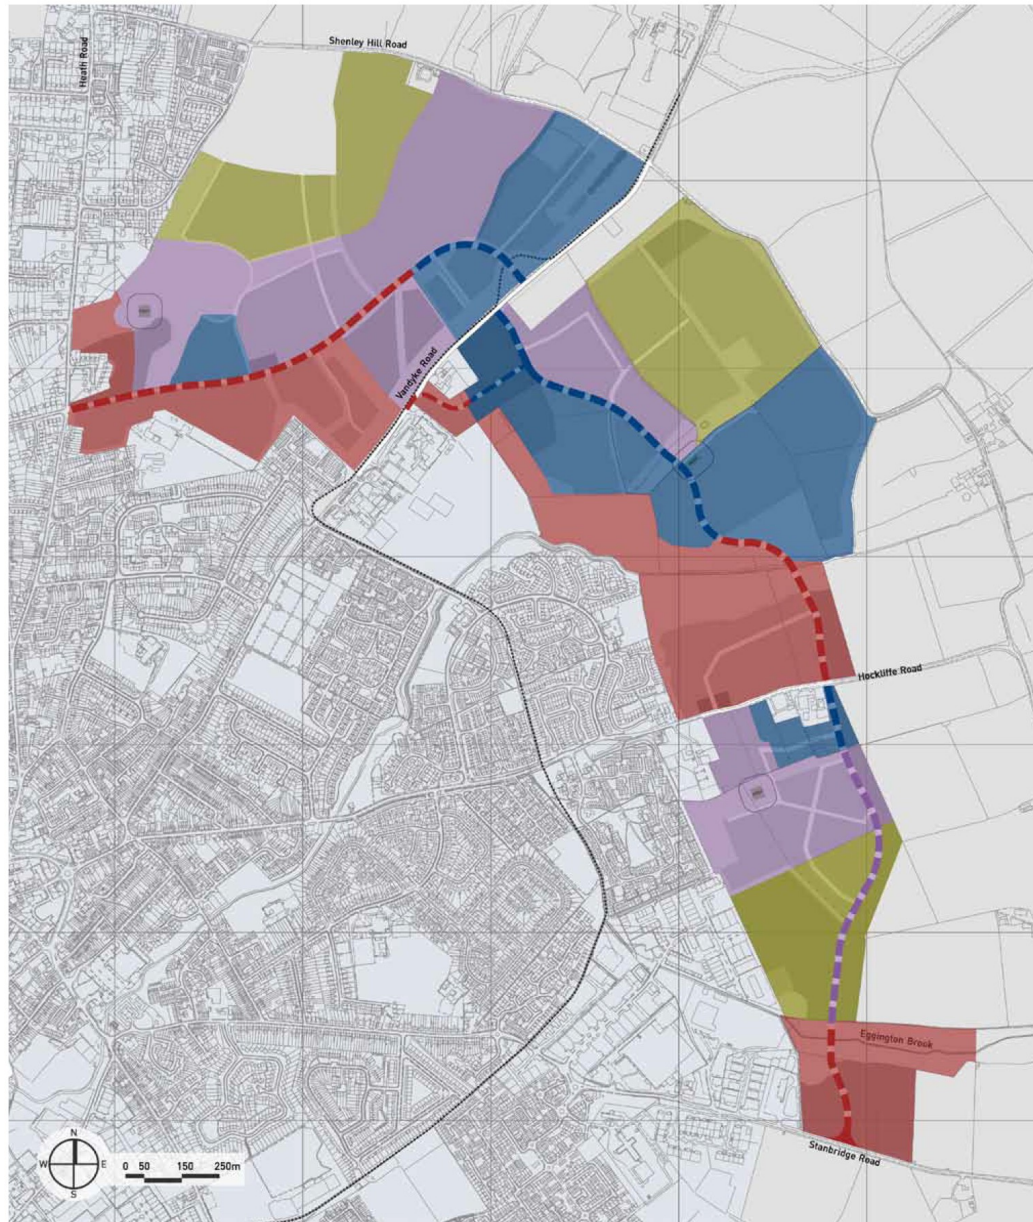 Shenley Hill Road
Heath Road
Vandyke Road
Hockliffe Road
Eggington Brook
Stanbridge Road
N
W E
S
0 50 150 250m